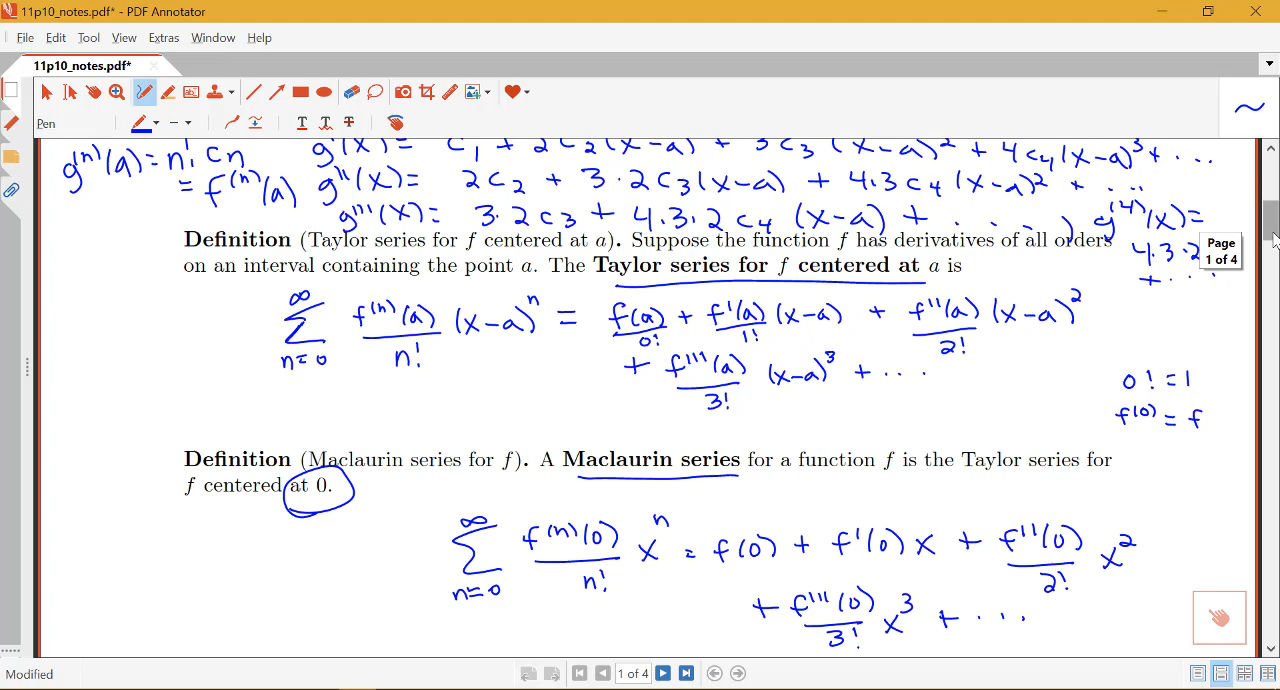 11p10_notes.pdf* - PDF Annotator
File Edit Tool View Extras Window Help
11p10_notes.pdf*
Pen
g⁽ⁿ⁾(a) = n! cn
= f⁽ⁿ⁾(a)
g'(x) = c₁ + 2c₂(x-a) + 3c₃(x-a)² + 4c₄(x-a)³ + ...
g''(x) = 2c₂ + 3·2c₃(x-a) + 4·3c₄(x-a)² + ...
g'''(x) = 3·2c₃ + 4·3·2c₄(x-a) + ...., g⁽⁴⁾(x) =
4·3·2
+ ...
Page
1 of 4
Definition (Taylor series for f centered at a). Suppose the function f has derivatives of all orders
on an interval containing the point a. The Taylor series for f centered at a is
∞ Σ n=0 f⁽ⁿ⁾(a)/n! (x-a)ⁿ = f(a)/0! + f'(a)/1! (x-a) + f''(a)/2! (x-a)²
+ f'''(a)/3! (x-a)³ + ....
0! = 1
f⁽⁰⁾ = f
Definition (Maclaurin series for f). A Maclaurin series for a function f is the Taylor series for
f centered at 0.
∞ Σ n=0 f⁽ⁿ⁾(0)/n! xⁿ = f(0) + f'(0)x + f''(0)/2! x²
+ f'''(0)/3! x³ + ...
Modified
1 of 4